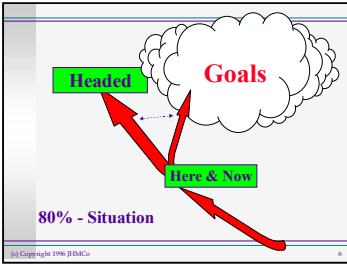 Goals
Headed
Here & Now
80% - Situation
(c) Copyright 1996 JHMCo
6